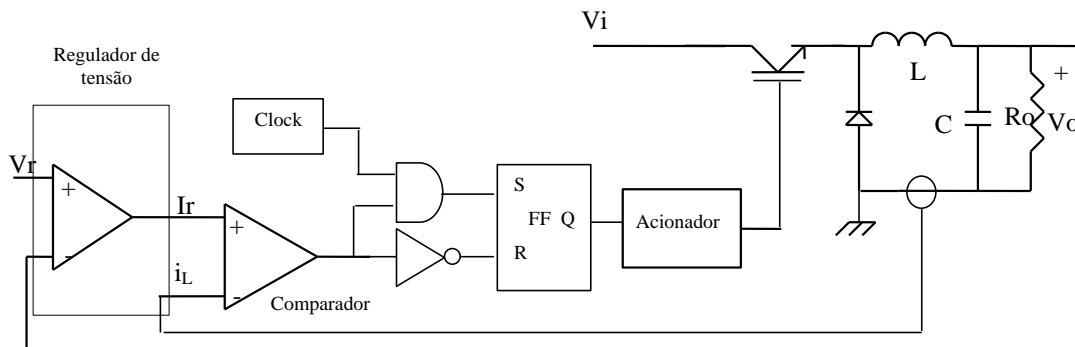 Vi
Regulador de
tensão
L
+
Clock
C
Ro
Vo
Vr
+
S
Ir
FF Q
Acionador
+
R
-
iL
-
Comparador